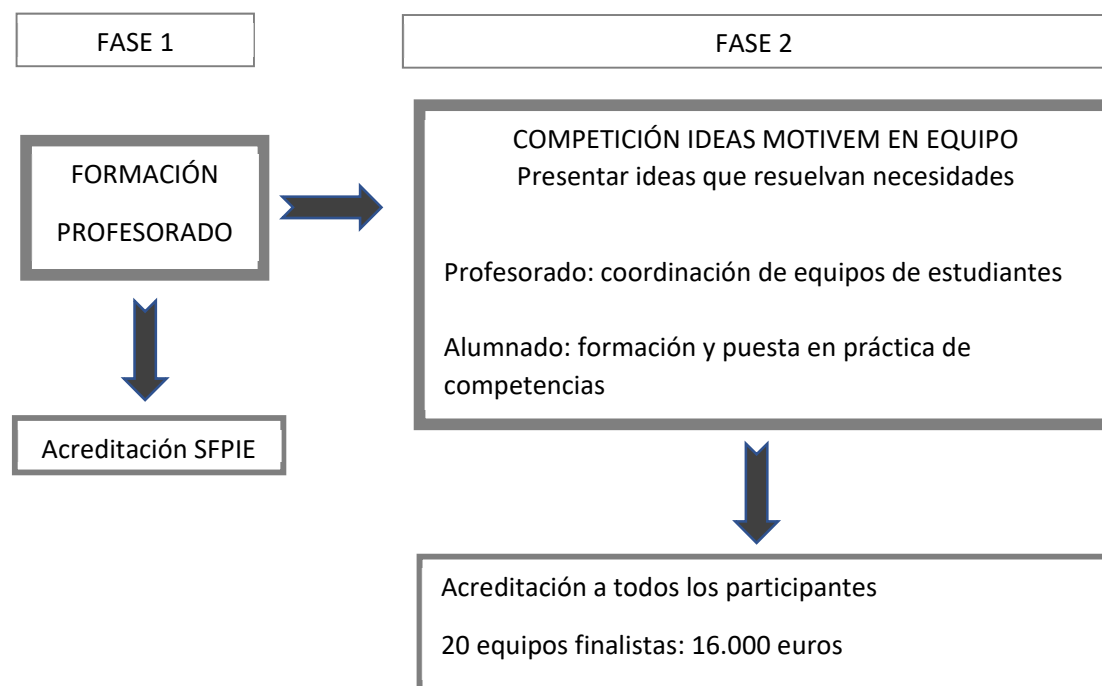 FASE 1
FASE 2
FORMACIÓN
PROFESORADO
COMPETICIÓN IDEAS MOTIVEM EN EQUIPO
Presentar ideas que resuelvan necesidades
Profesorado: coordinación de equipos de estudiantes
Alumnado: formación y puesta en práctica de
competencias
Acreditación SFPIE
Acreditación a todos los participantes
20 equipos finalistas: 16.000 euros